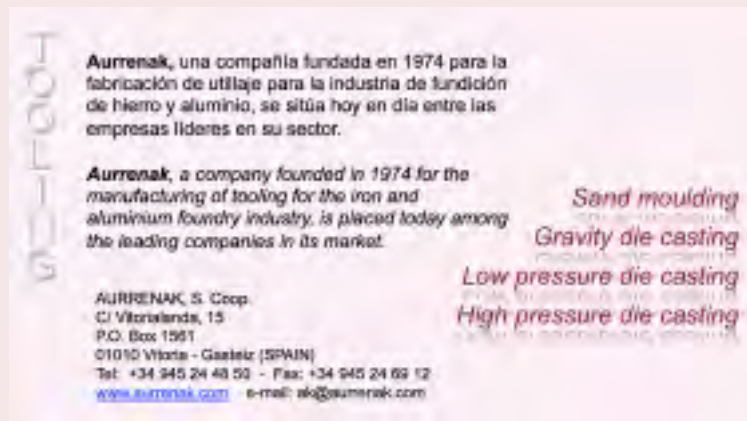 TOOLING
Aurrenak, una compañía fundada en 1974 para la
fabricación de utillaje para la industria de fundición
de hierro y aluminio, se sitúa hoy en día entre las
empresas líderes en su sector.
Aurrenak, a company founded in 1974 for the
manufacturing of tooling for the iron and
aluminium foundry industry, is placed today among
the leading companies in its market.
Sand moulding
Gravity die casting
Low pressure die casting
High pressure die casting
AURRENAK, S. Coop.
C/ Vitorialanda, 15
P.O. Box 1561
01010 Vitoria - Gasteiz (SPAIN)
Tel: +34 945 24 48 50 - Fax: +34 945 24 69 12
www.aurrenak.com e-mail: ak@aurrenak.com